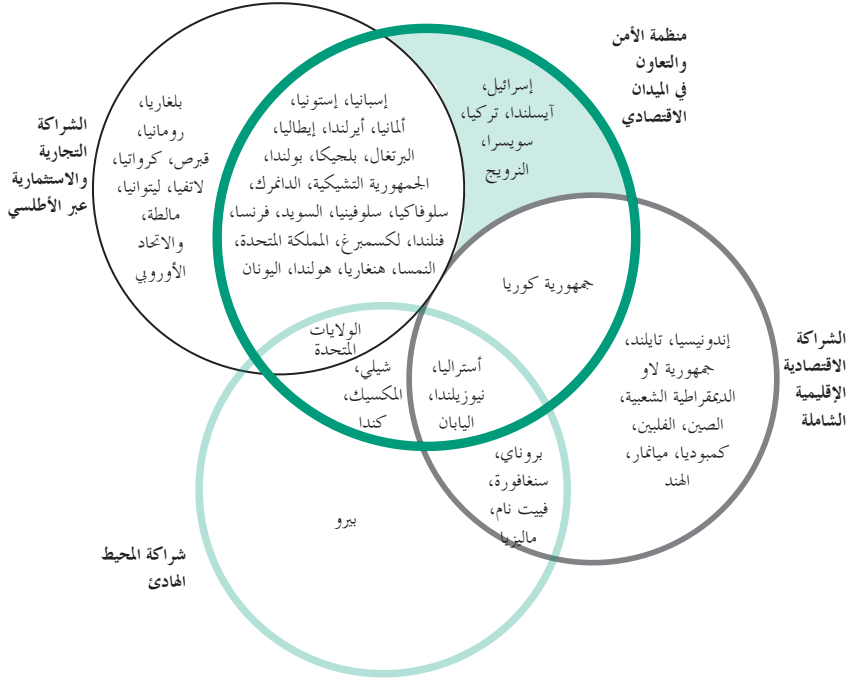 منظمة الأمن
والتعاون
في الميدان
الاقتصادي
إسرائيل،
آيسلندا، تركيا،
سويسرا،
النرويج
إسبانيا، إستونيا،
ألمانيا، أيرلندا، إيطاليا،
البرتغال، بلجيكا، بولندا،
الجمهورية التشيكية، الدانمرك،
سلوفاكيا، سلوفينيا، السويد، فرنسا،
فنلندا، لكسمبرغ، المملكة المتحدة،
النمسا، هنغاريا، هولندا، اليونان
بلغاريا،
رومانيا،
قبرص، كرواتيا،
لاتفيا، ليتوانيا،
مالطة،
والاتحاد
الأوروبي
الشراكة
التجارية
والاستثمارية
عبر الأطلسي
جمهورية كوريا
الولايات
المتحدة
الشراكة
الاقتصادية
الإقليمية
الشاملة
إندونيسيا، تايلند،
جمهورية لاو
الديمقراطية الشعبية،
الصين، الفلبين،
كمبوديا، ميانمار،
الهند
أستراليا،
نيوزيلندا،
اليابان
شيلي،
المكسيك،
كندا
بروناي،
سنغافورة،
فييت نام،
ماليزيا
بيرو
شراكة المحيط
الهادئ